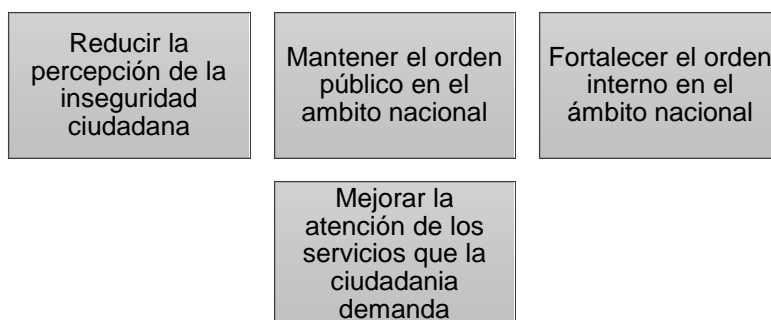 Reducir la
percepción de la
inseguridad
ciudadana
Mantener el orden
público en el
ambito nacional
Fortalecer el orden
interno en el
ámbito nacional
Mejorar la
atención de los
servicios que la
ciudadania
demanda